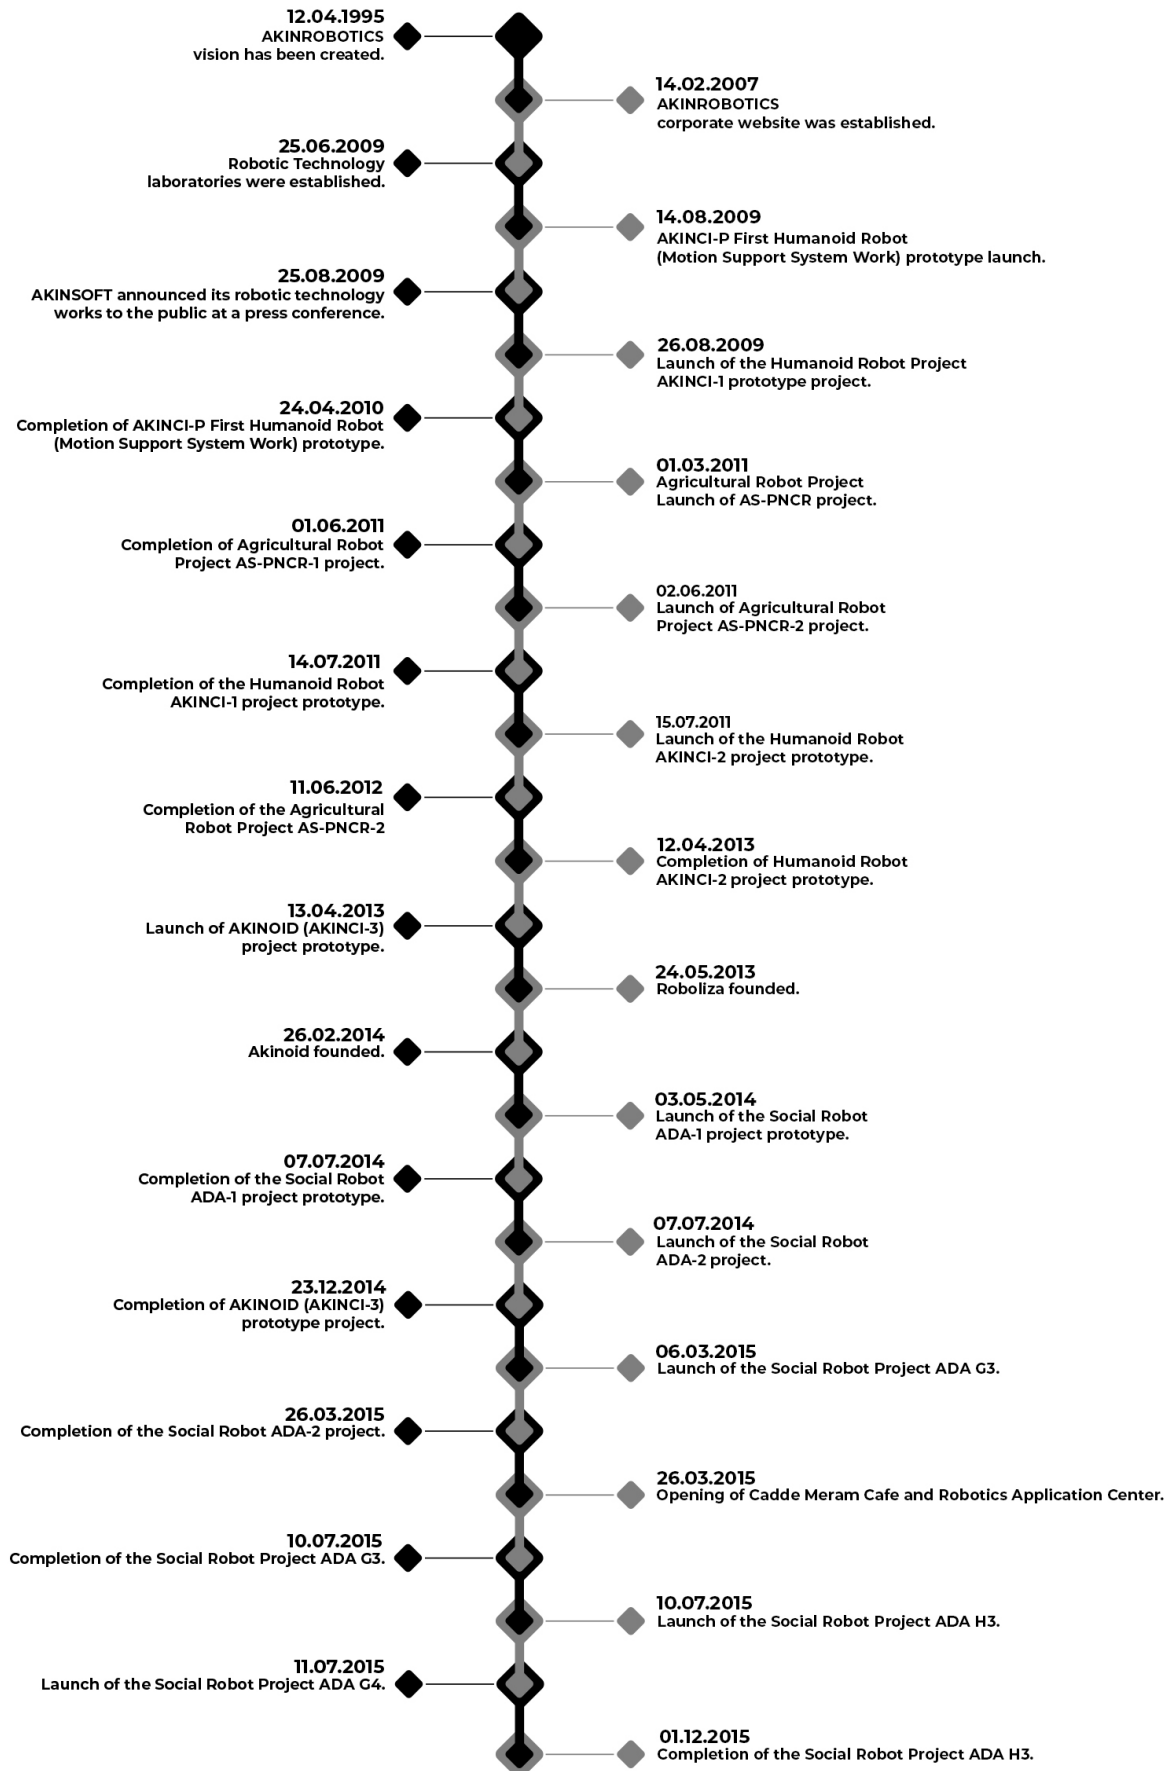 12.04.1995
AKINROBOTICS
vision has been created.
14.02.2007
AKINROBOTICS
corporate website was established.
25.06.2009
Robotic Technology
laboratories were established.
14.08.2009
AKINCI-P First Humanoid Robot
(Motion Support System Work) prototype launch.
25.08.2009
AKINSOFT announced its robotic technology
works to the public at a press conference.
26.08.2009
Launch of the Humanoid Robot Project
AKINCI-1 prototype project.
24.04.2010
Completion of AKINCI-P First Humanoid Robot
(Motion Support System Work) prototype.
01.03.2011
Agricultural Robot Project
Launch of AS-PNCR project.
01.06.2011
Completion of Agricultural Robot
Project AS-PNCR-1 project.
02.06.2011
Launch of Agricultural Robot
Project AS-PNCR-2 project.
14.07.2011
Completion of the Humanoid Robot
AKINCI-1 project prototype.
15.07.2011
Launch of the Humanoid Robot
AKINCI-2 project prototype.
11.06.2012
Completion of the Agricultural
Robot Project AS-PNCR-2
12.04.2013
Completion of Humanoid Robot
AKINCI-2 project prototype.
13.04.2013
Launch of AKINOID (AKINCI-3)
project prototype.
24.05.2013
Roboliza founded.
26.02.2014
Akinoid founded.
03.05.2014
Launch of the Social Robot
ADA-1 project prototype.
07.07.2014
Completion of the Social Robot
ADA-1 project prototype.
07.07.2014
Launch of the Social Robot
ADA-2 project.
23.12.2014
Completion of AKINOID (AKINCI-3)
prototype project.
06.03.2015
Launch of the Social Robot Project ADA G3.
26.03.2015
Completion of the Social Robot ADA-2 project.
26.03.2015
Opening of Cadde Meram Cafe and Robotics Application Center.
10.07.2015
Completion of the Social Robot Project ADA G3.
10.07.2015
Launch of the Social Robot Project ADA H3.
11.07.2015
Launch of the Social Robot Project ADA G4.
01.12.2015
Completion of the Social Robot Project ADA H3.